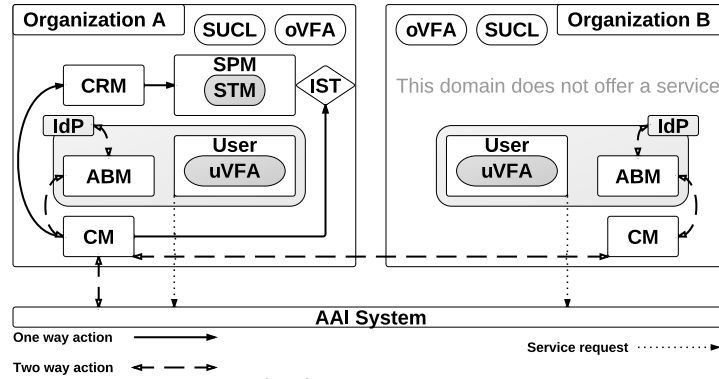 Organization A
SUCL
oVFA
CRM
SPM
STM
IST
IdP
ABM
User
uVFA
CM
oVFA
SUCL
Organization B
This domain does not offer a service
IdP
User
uVFA
ABM
CM
AAI System
One way action
Two way action
Service request